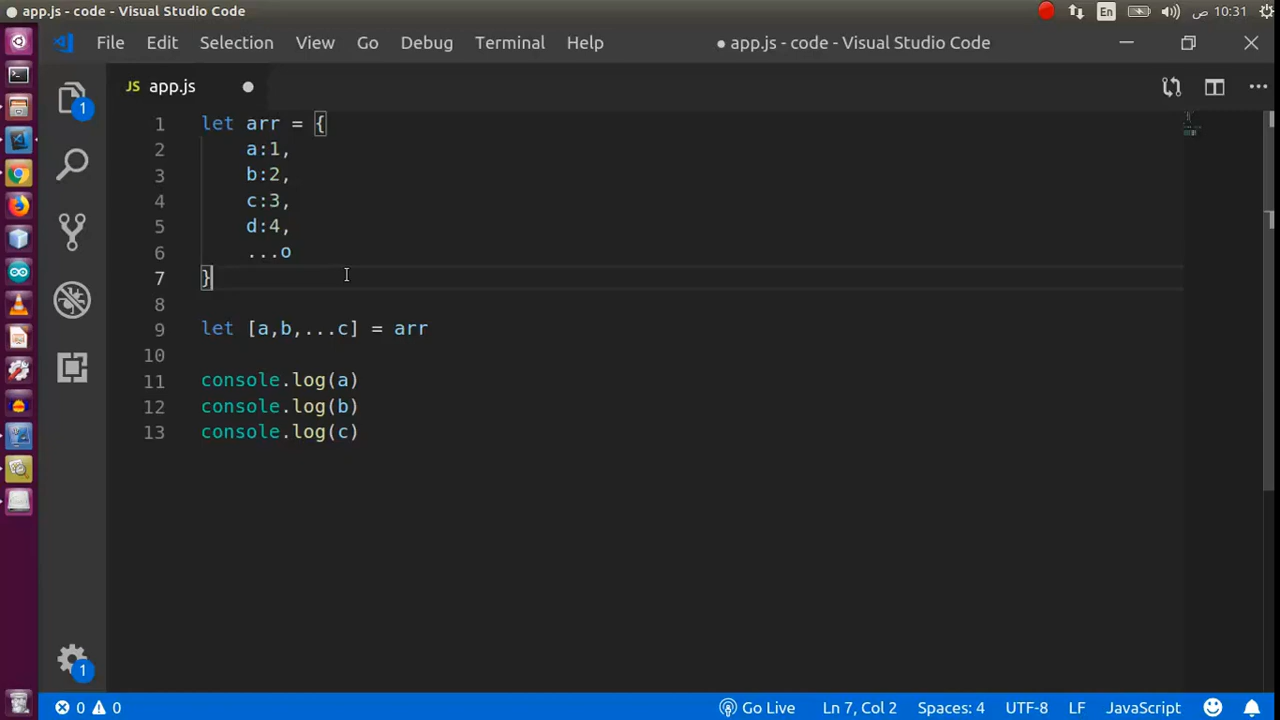 app.js - code - Visual Studio Code
En
10:31 ص
File Edit Selection View Go Debug Terminal Help
● app.js - code - Visual Studio Code
JS app.js
1
1 let arr = {
2 a:1,
3 b:2,
4 c:3,
5 d:4,
6 ...o
7 }
8
9 let [a,b,...c] = arr
10
11 console.log(a)
12 console.log(b)
13 console.log(c)
1
0 0 Go Live Ln 7, Col 2 Spaces: 4 UTF-8 LF JavaScript